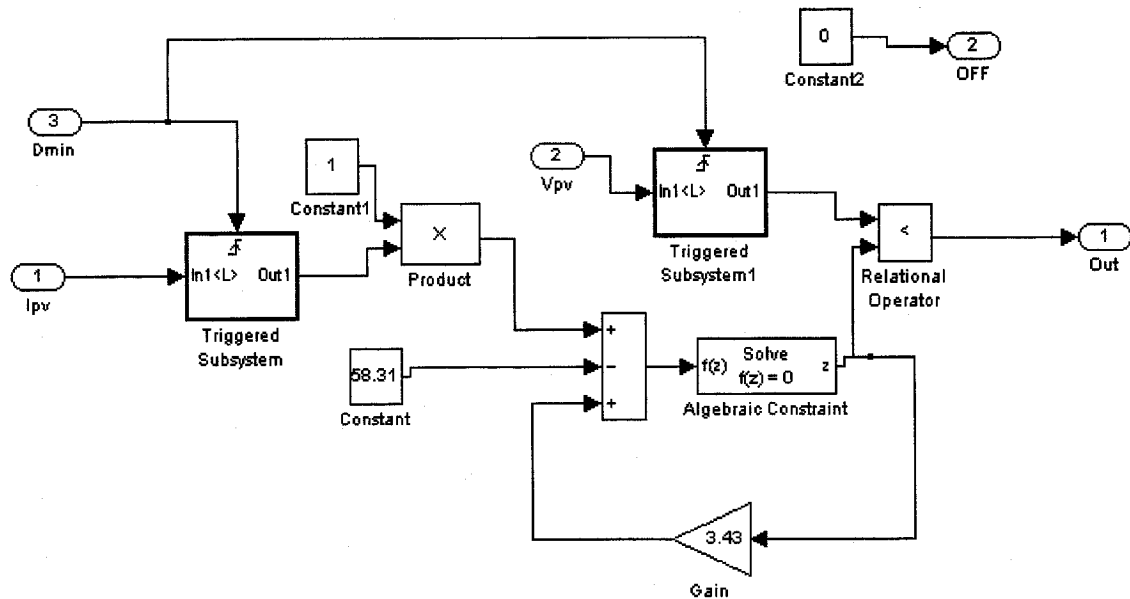 0
Constant2
2
OFF
3
Dmin
1
Constant1
2
Vpv
In1<L> Out1
Triggered
Subsystem1
<
Relational
Operator
1
Out
×
Product
1
Ipv
In1<L> Out1
Triggered
Subsystem
+
−
+
58.31
Constant
f(z) Solve z
f(z) = 0
Algebraic Constraint
3.43
Gain